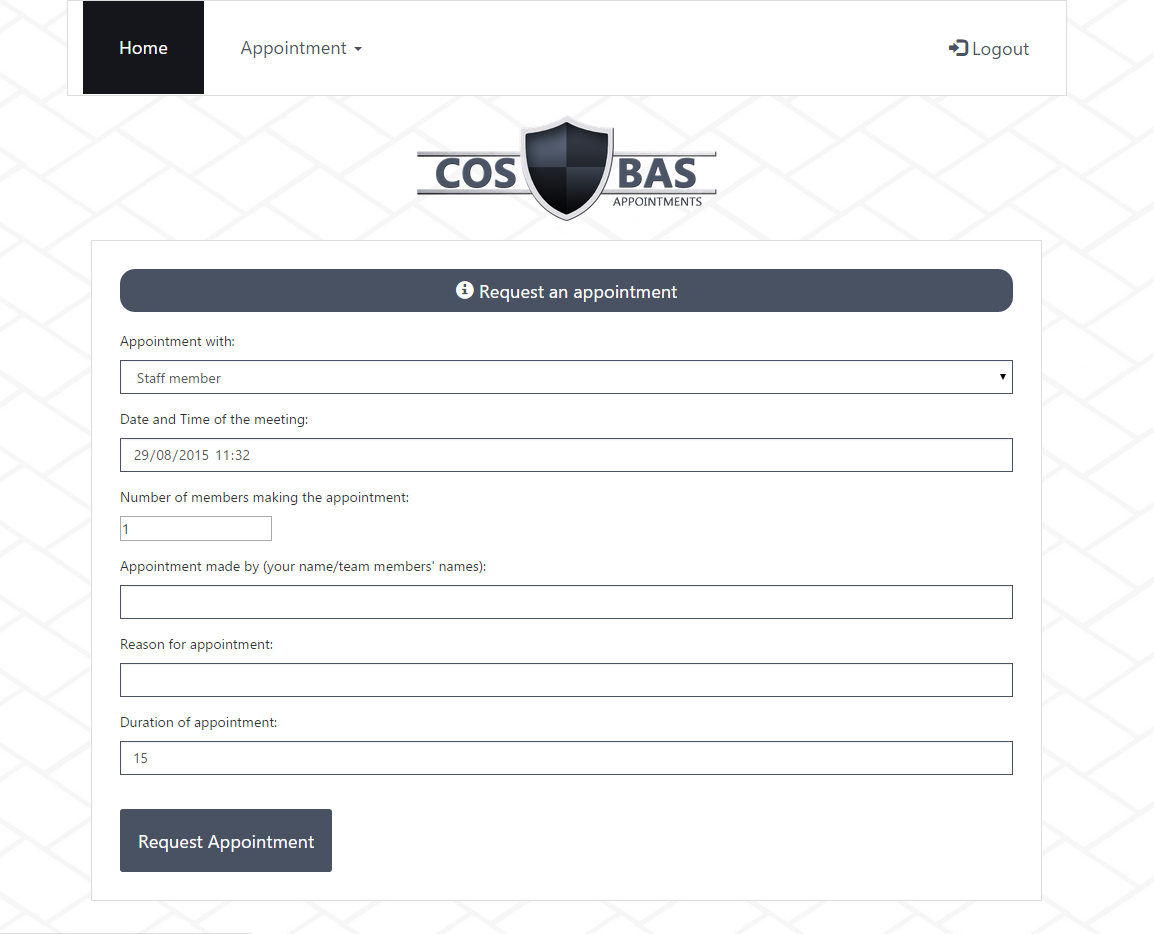 Home
Appointment
Logout
COS BAS
APPOINTMENTS
Request an appointment
Appointment with:
Staff member
Date and Time of the meeting:
29/08/2015 11:32
Number of members making the appointment:
1
Appointment made by (your name/team members' names):
Reason for appointment:
Duration of appointment:
15
Request Appointment